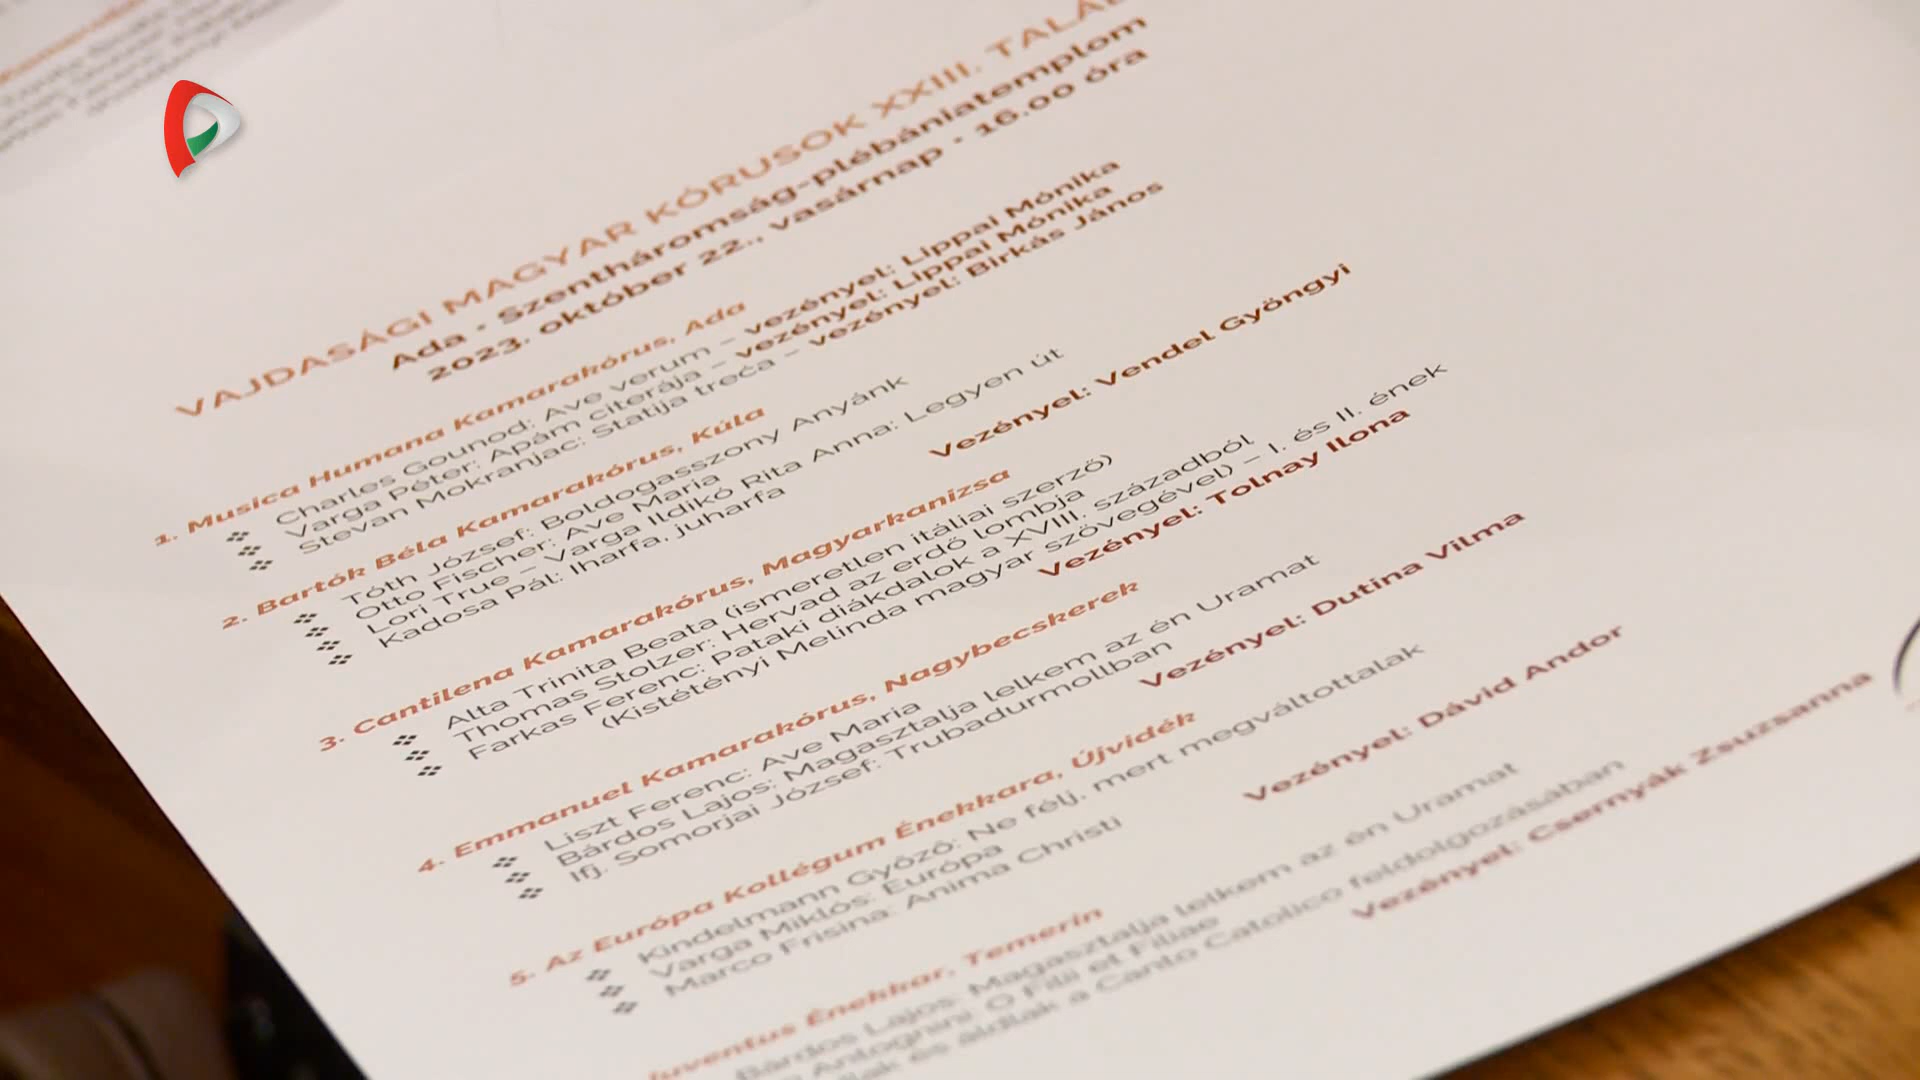 VAJDASÁGI MAGYAR KÓRUSOK XXIII.
Ada - Szentháromság-plébániatemplom
2023. október 22., vasárnap - 16.00 óra
1. Musica Humana Kamarakórus, Ada
Charles Gounod: Ave verum – vezényel: Lippai Mónika
Varga Péter: Apám citerája – vezényel: Lippai Mónika
Stevan Mokranjac: Statija treća – vezényel: Birkás János
2. Bartók Béla Kamarakórus, Kúla
Tóth József: Boldogasszony Anyánk
Otto Fischer: Ave Maria
Lori True – Varga Ildikó Rita Anna: Legyen út
Kadosa Pál: Iharfa, juharfa
Vezényel: Vendel Gyöngyi
3. Cantilena Kamarakórus, Magyarkanizsa
Alta Trinita Beata (ismeretlen itáliai szerző)
Thomas Stolzer: Hervad az erdő lombja
Farkas Ferenc: Pataki diákdalok a XVIII. századból
(Kistétényi Melinda magyar szövegével) – I. és II. ének
Vezényel: Tolnay Ilona
4. Emmanuel Kamarakórus, Nagybecskerek
Liszt Ferenc: Ave Maria
Bárdos Lajos: Magasztalja lelkem az én Uramat
Ifj. Somorjai József: Trubadurmollban
Vezényel: Dutina Vilma
5. Az Európa Kollégum Énekkara, Újvidék
Kindelmann Győző: Ne félj, mert megváltottalak
Varga Miklós: Európa
Marco Frisina: Anima Christi
Vezényel: Dávid Andor
Juventus Énekkar, Temerin
Bárdos Lajos: Magasztalja lelkem az én Uramat
Antognini: O Filii et Filiae
és áldlak a Canto Catolico feldolgozásában
Vezényel: Csernyák Zsuzsanna